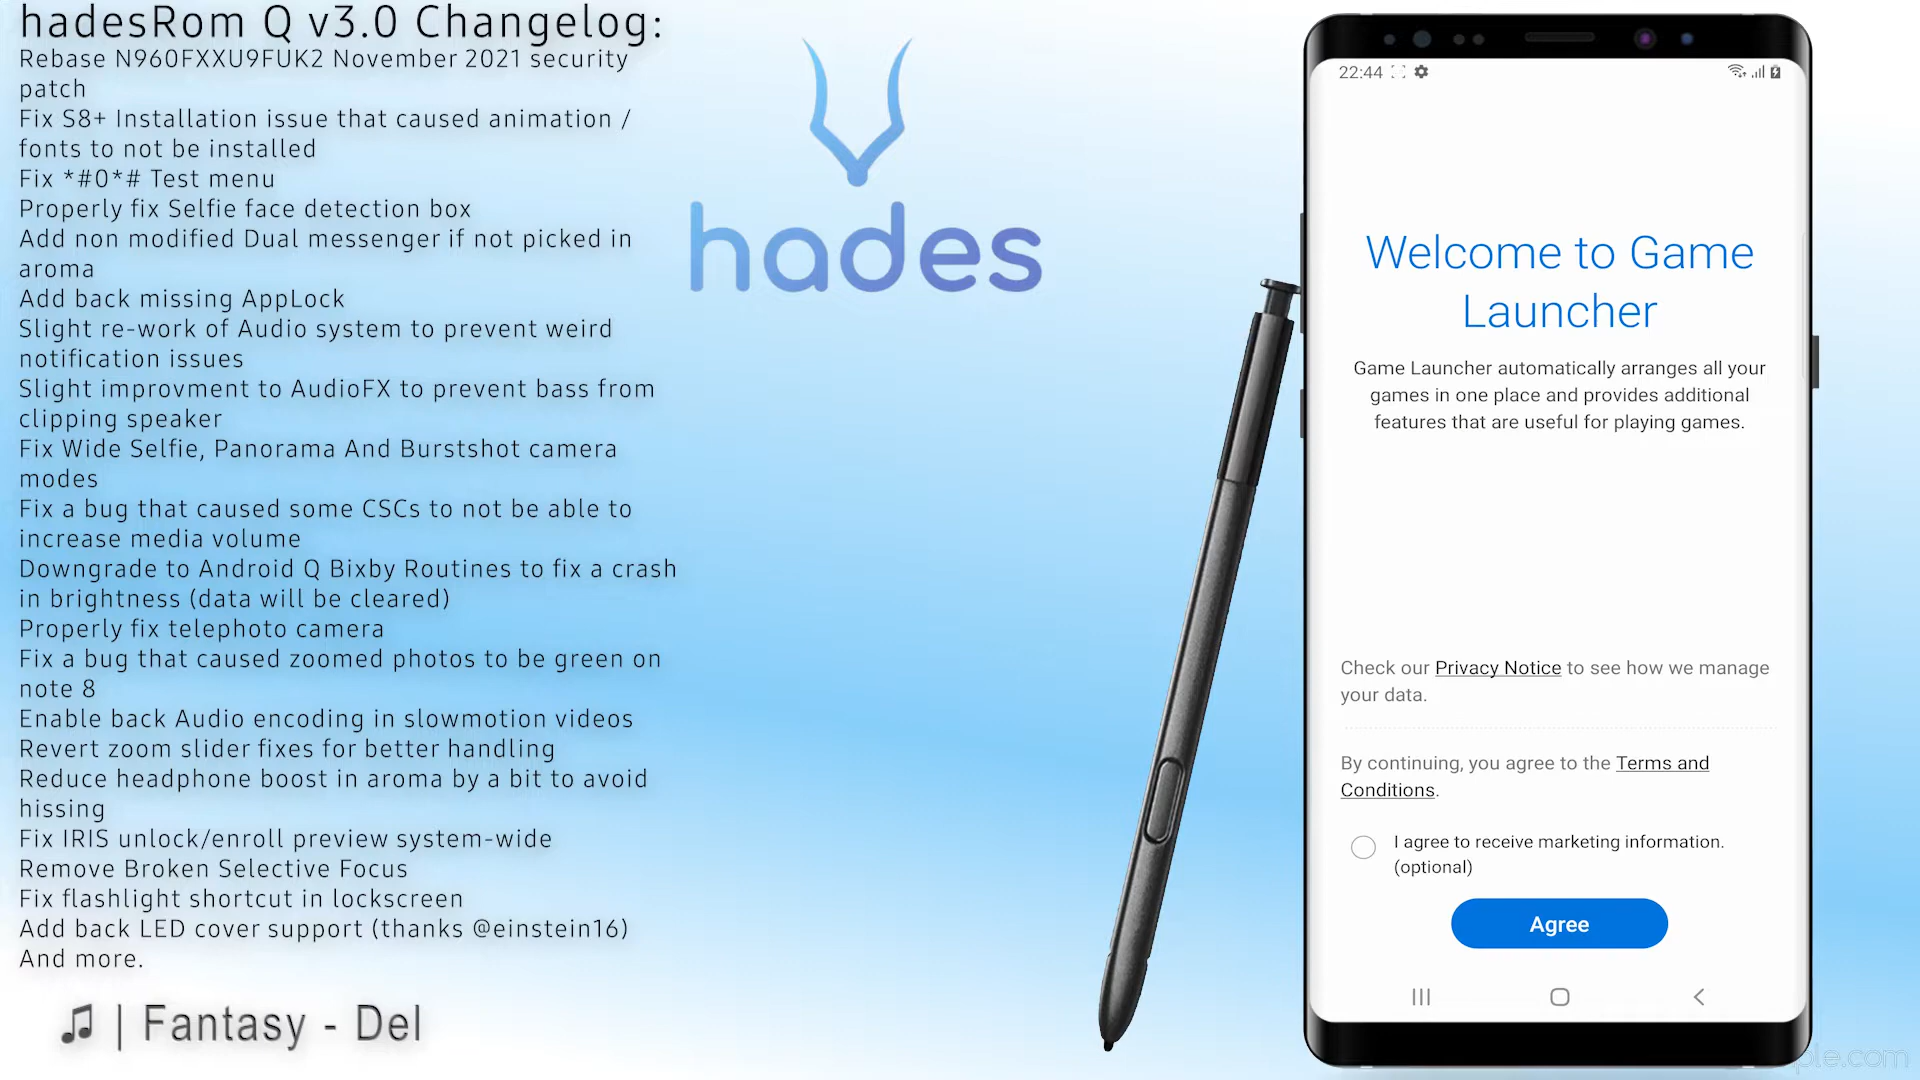 hadesRom Q v3.0 Changelog:
Rebase N960FXXU9FUK2 November 2021 security
patch
Fix S8+ Installation issue that caused animation /
fonts to not be installed
Fix *#0*# Test menu
Properly fix Selfie face detection box
Add non modified Dual messenger if not picked in
aroma
Add back missing AppLock
Slight re-work of Audio system to prevent weird
notification issues
Slight improvment to AudioFX to prevent bass from
clipping speaker
Fix Wide Selfie, Panorama And Burstshot camera
modes
Fix a bug that caused some CSCs to not be able to
increase media volume
Downgrade to Android Q Bixby Routines to fix a crash
in brightness (data will be cleared)
Properly fix telephoto camera
Fix a bug that caused zoomed photos to be green on
note 8
Enable back Audio encoding in slowmotion videos
Revert zoom slider fixes for better handling
Reduce headphone boost in aroma by a bit to avoid
hissing
Fix IRIS unlock/enroll preview system-wide
Remove Broken Selective Focus
Fix flashlight shortcut in lockscreen
Add back LED cover support (thanks @einstein16)
And more.
♫ | Fantasy - Del
hades
22:44
Welcome to Game
Launcher
Game Launcher automatically arranges all your
games in one place and provides additional
features that are useful for playing games.
Check our Privacy Notice to see how we manage
your data.
By continuing, you agree to the Terms and
Conditions.
I agree to receive marketing information.
(optional)
Agree